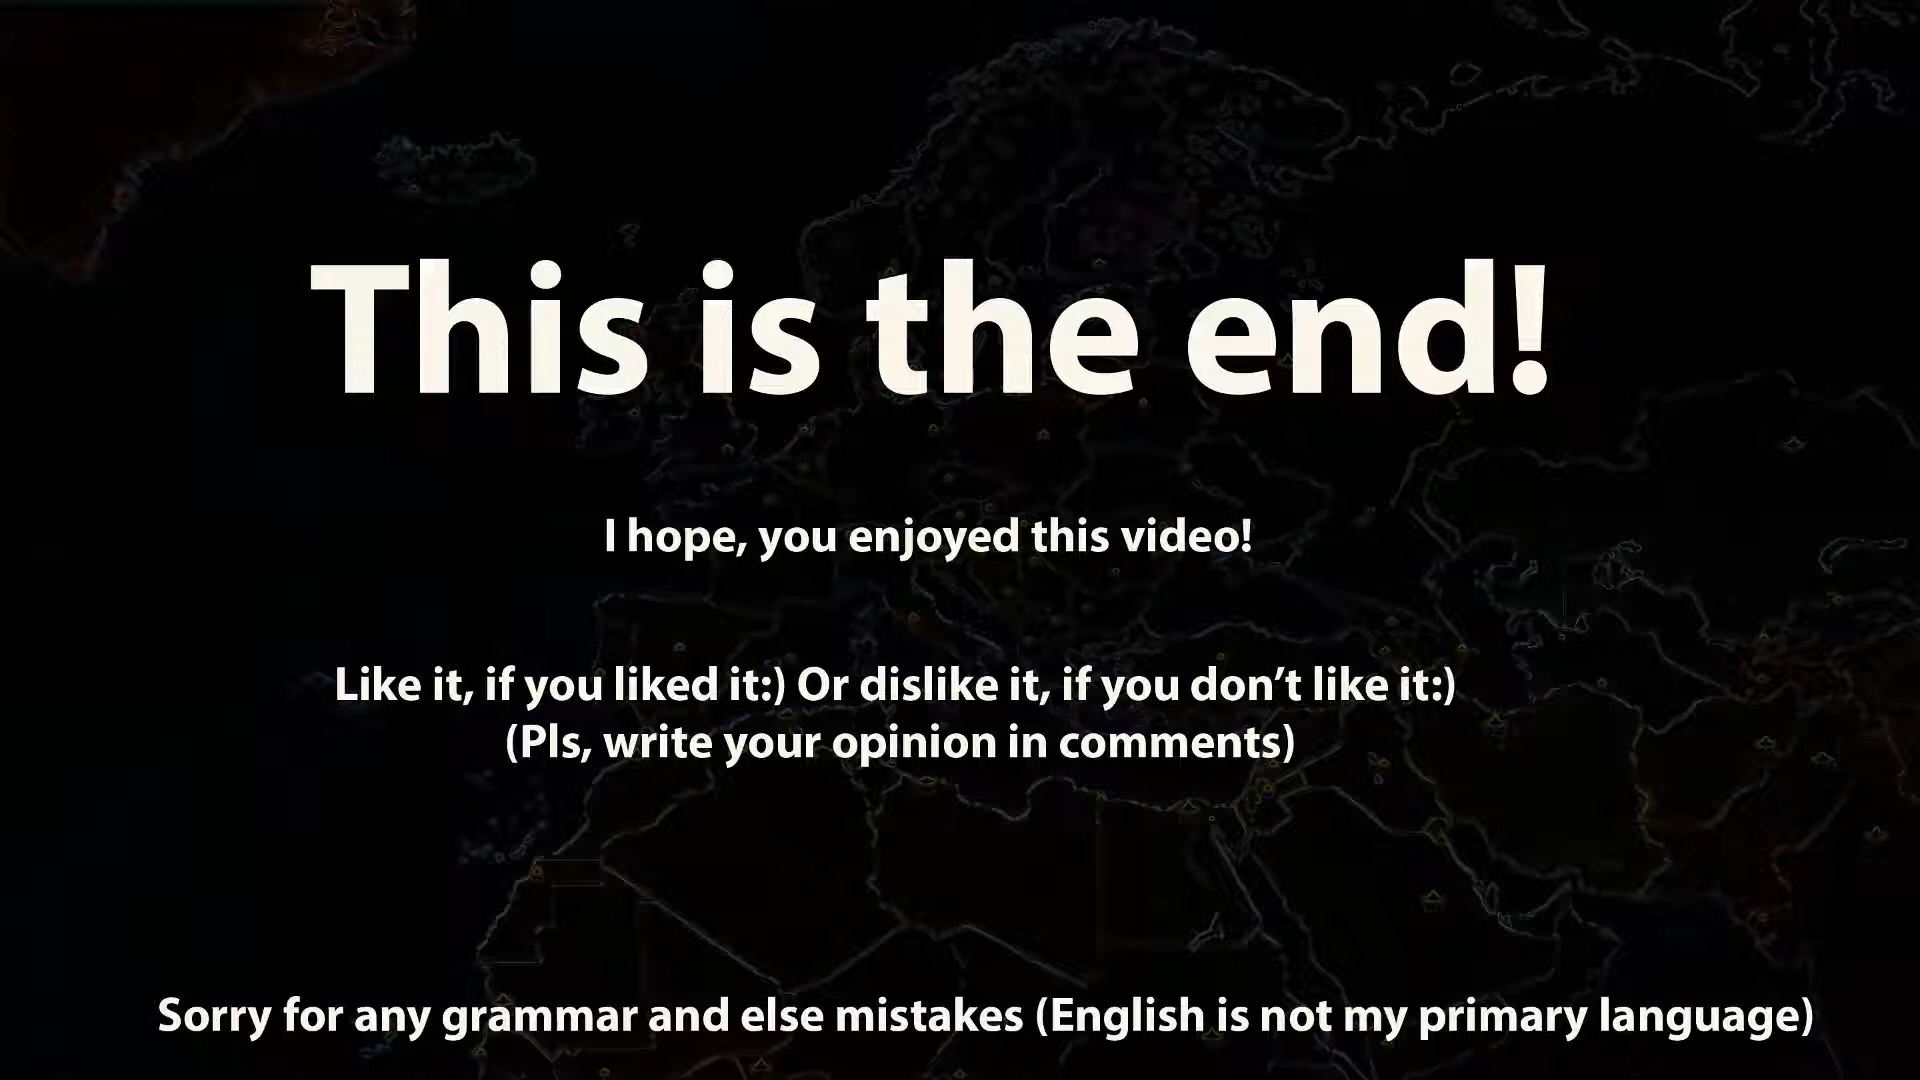 This is the end!
I hope, you enjoyed this video!
Like it, if you liked it:) Or dislike it, if you don’t like it:)
(Pls, write your opinion in comments)
Sorry for any grammar and else mistakes (English is not my primary language)